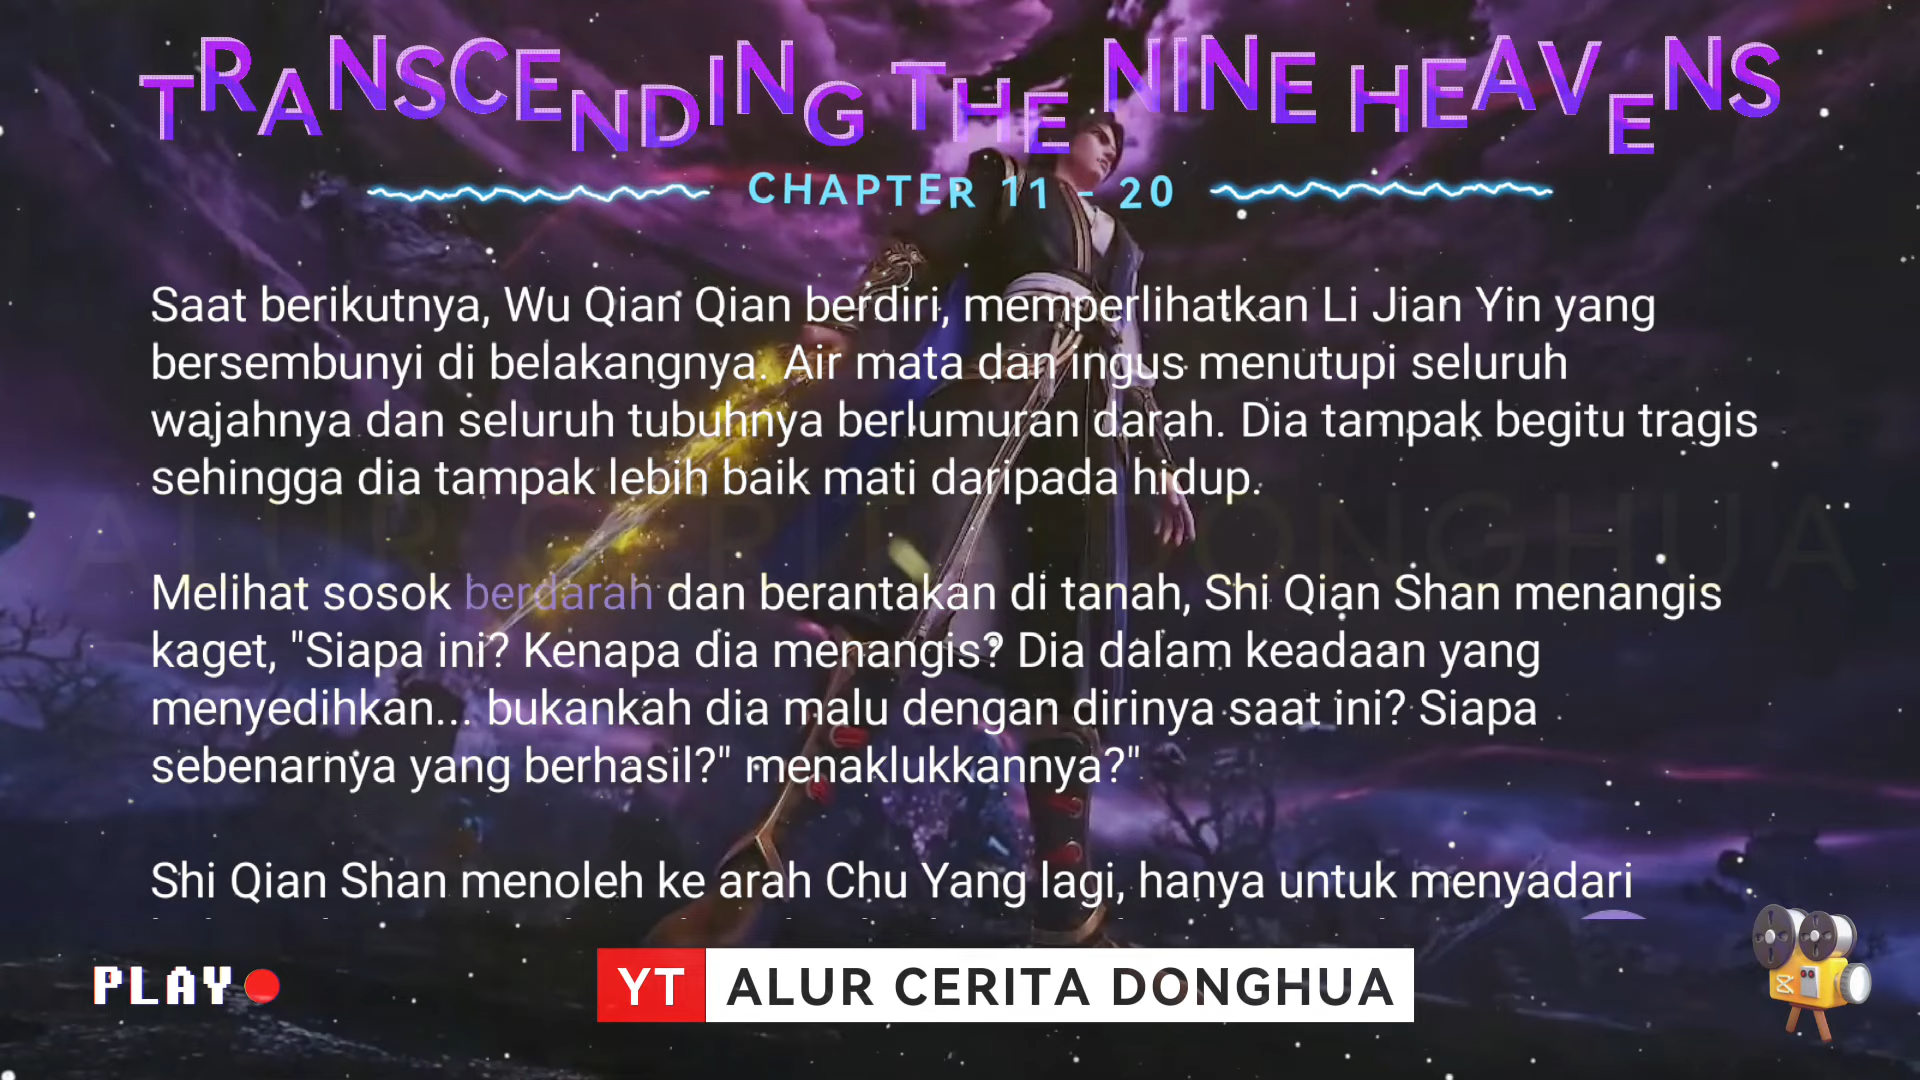 TRANSCENDING THE NINE HEAVENS
CHAPTER 11 - 20
Saat berikutnya, Wu Qian Qian berdiri, memperlihatkan Li Jian Yin yang
bersembunyi di belakangnya. Air mata dan ingus menutupi seluruh
wajahnya dan seluruh tubuhnya berlumuran darah. Dia tampak begitu tragis
sehingga dia tampak lebih baik mati daripada hidup.
ALUR CERITA DONGHUA
Melihat sosok berdarah dan berantakan di tanah, Shi Qian Shan menangis
kaget, "Siapa ini? Kenapa dia menangis? Dia dalam keadaan yang
menyedihkan... bukankah dia malu dengan dirinya saat ini? Siapa
sebenarnya yang berhasil?" menaklukkannya?"
Shi Qian Shan menoleh ke arah Chu Yang lagi, hanya untuk menyadari
PLAY
YT ALUR CERITA DONGHUA